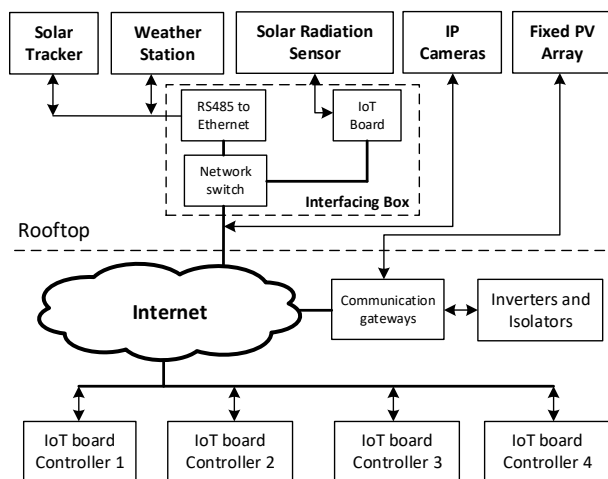 Solar
Tracker
Weather
Station
Solar Radiation
Sensor
IP
Cameras
Fixed PV
Array
RS485 to
Ethernet
IoT
Board
Network
switch
Interfacing Box
Rooftop
Internet
Communication
gateways
Inverters and
Isolators
IoT board
Controller 1
IoT board
Controller 2
IoT board
Controller 3
IoT board
Controller 4